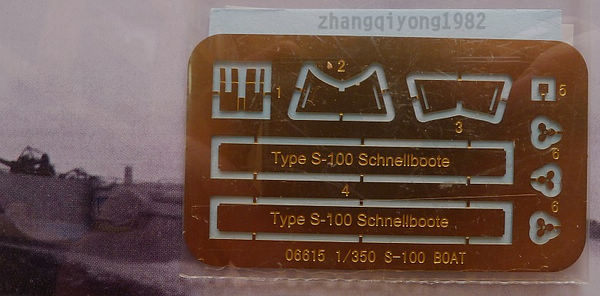 zhangqiyong1982
2
1
5
3
6
Type S-100 Schnellboote
4
6
Type S-100 Schnellboote
06615 1/350 S-100 BOAT